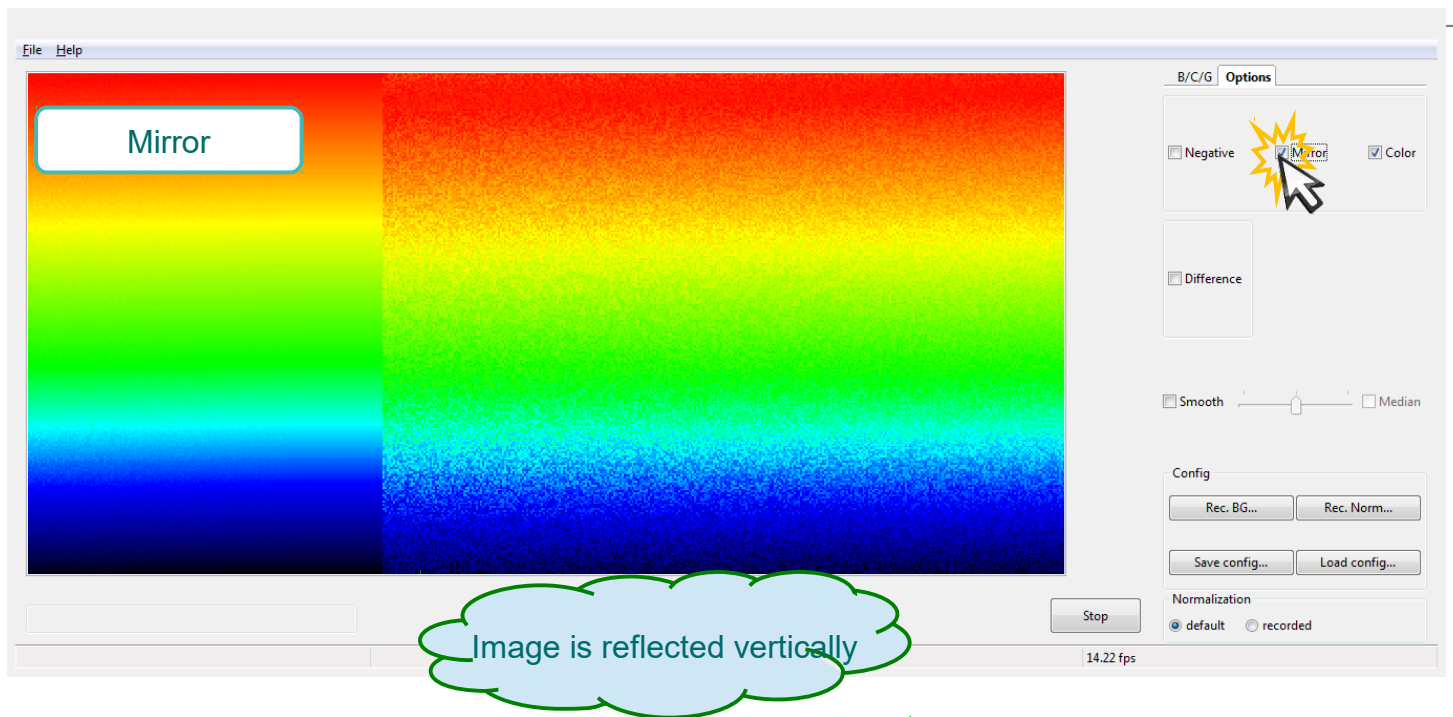 File Help
B/C/G Options
Mirror
Negative Mirror Color
Difference
Smooth Median
Config
Rec. BG... Rec. Norm...
Save config... Load config...
Normalization
default recorded
Stop
Image is reflected vertically
14.22 fps